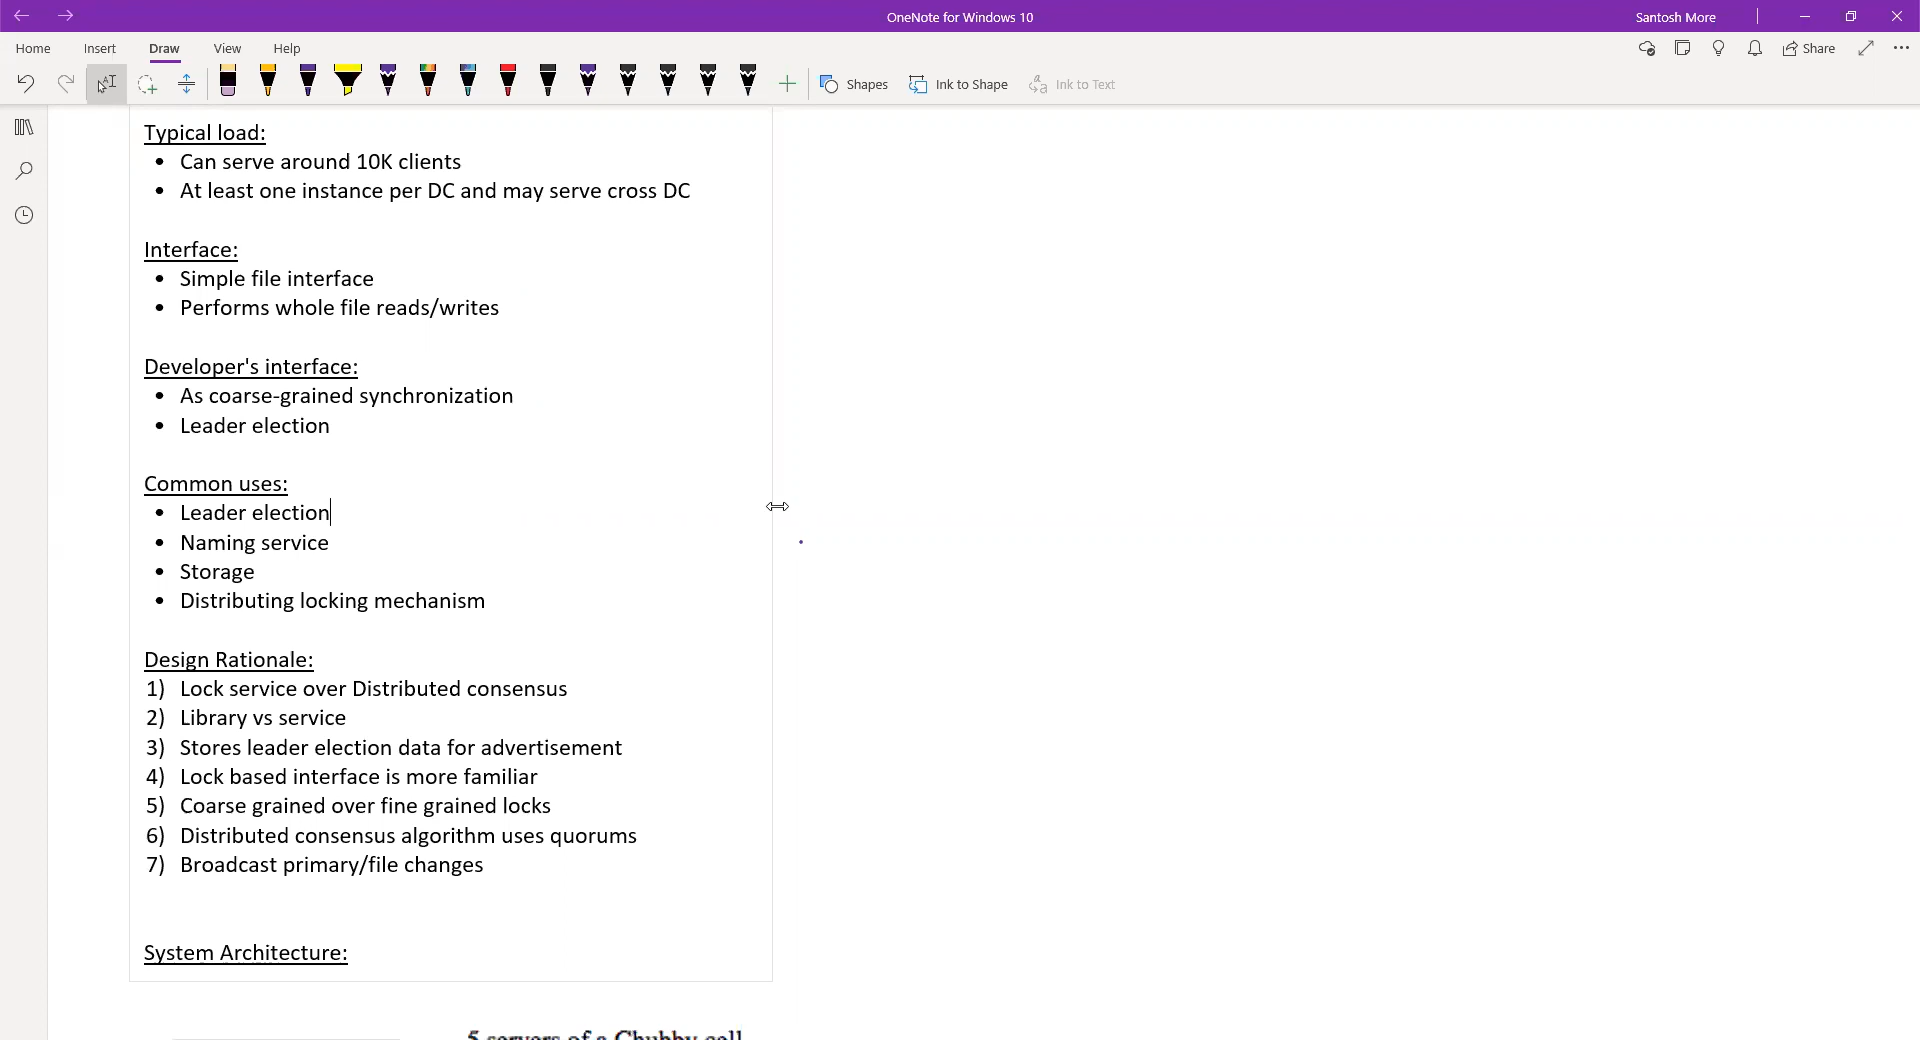 OneNote for Windows 10
Santosh More
Home Insert Draw View Help
Share
Shapes Ink to Shape Ink to Text
Typical load:
• Can serve around 10K clients
• At least one instance per DC and may serve cross DC
Interface:
• Simple file interface
• Performs whole file reads/writes
Developer's interface:
• As coarse-grained synchronization
• Leader election
Common uses:
• Leader election
• Naming service
• Storage
• Distributing locking mechanism
Design Rationale:
1) Lock service over Distributed consensus
2) Library vs service
3) Stores leader election data for advertisement
4) Lock based interface is more familiar
5) Coarse grained over fine grained locks
6) Distributed consensus algorithm uses quorums
7) Broadcast primary/file changes
System Architecture:
5 servers of a Chubby cell